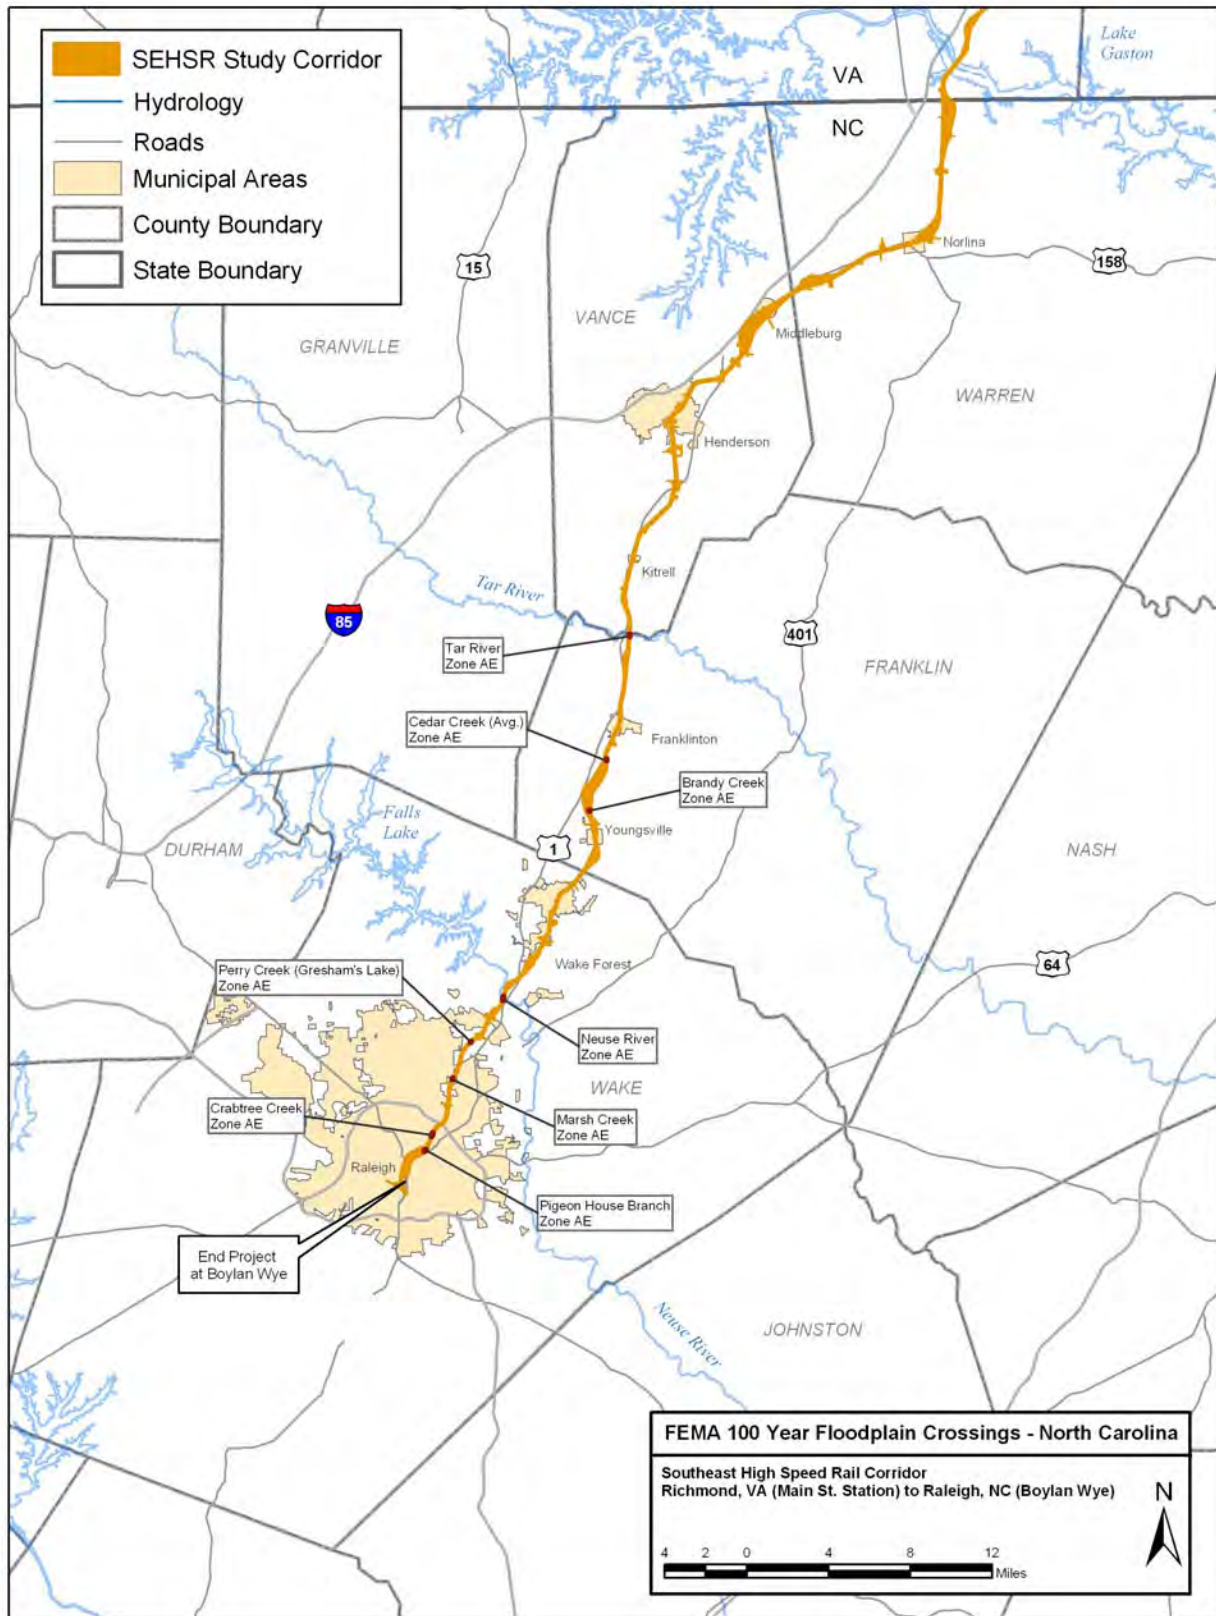 SEHSR Study Corridor
Hydrology
Roads
Municipal Areas
County Boundary
State Boundary
Lake
Gaston
VA
NC
Norlina
15
158
VANCE
Middleburg
GRANVILLE
WARREN
Henderson
Kitrell
Tar River
85
401
Tar River
Zone AE
FRANKLIN
Cedar Creek (Avg.)
Zone AE
Franklinton
Brandy Creek
Zone AE
Falls
Lake
Youngsville
1
DURHAM
NASH
Wake Forest
64
Perry Creek (Gresham's Lake)
Zone AE
Neuse River
Zone AE
WAKE
Crabtree Creek
Zone AE
Marsh Creek
Zone AE
Raleigh
Pigeon House Branch
Zone AE
End Project
at Boylan Wye
Neuse River
JOHNSTON
FEMA 100 Year Floodplain Crossings - North Carolina
Southeast High Speed Rail Corridor
Richmond, VA (Main St. Station) to Raleigh, NC (Boylan Wye)
N
4 2 0 4 8 12
Miles